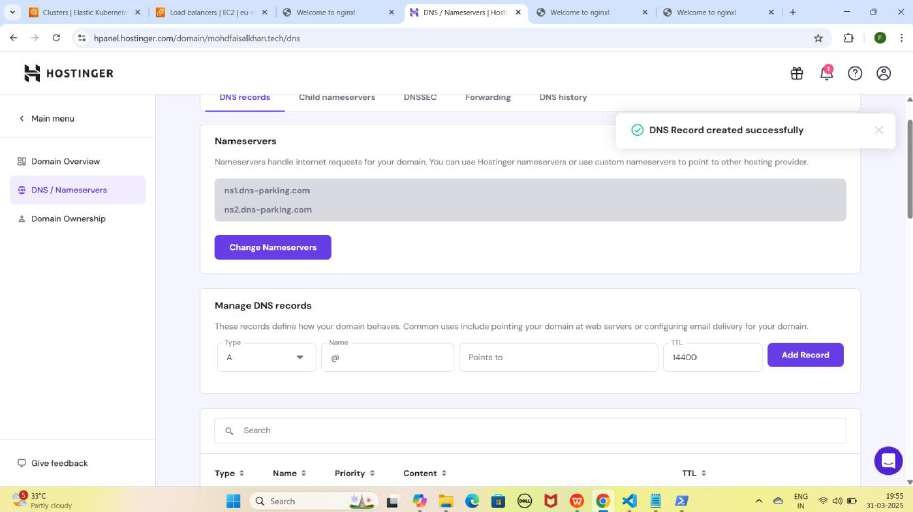 Clusters | Elastic Kuberne
Load balancers | EC2 | eu-
Welcome to nginx!
DNS / Nameservers | Host
Welcome to nginx!
Welcome to nginx!
hpanel.hostinger.com/domain/mohdfaisalkhan.tech/dns
F
HOSTINGER
1
Main menu
Domain Overview
DNS / Nameservers
Domain Ownership
Give feedback
DNS records Child nameservers DNSSEC Forwarding DNS history
DNS Record created successfully
Nameservers
Nameservers handle internet requests for your domain. You can use Hostinger nameservers or use custom nameservers to point to other hosting provider.
ns1.dns-parking.com
ns2.dns-parking.com
Change Nameservers
Manage DNS records
These records define how your domain behaves. Common uses include pointing your domain at web servers or configuring email delivery for your domain.
Type Name TTL
A @ Points to 14400 Add Record
Search
Type Name Priority Content TTL
5
33°C
Partly cloudy
Search
DELL
ENG
IN
19:55
31-03-2025